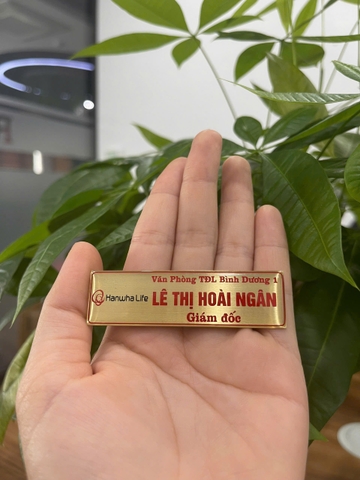 Văn Phòng TĐL Bình Dương 1
Hanwha Life
LÊ THỊ HOÀI NGÂN
Giám đốc